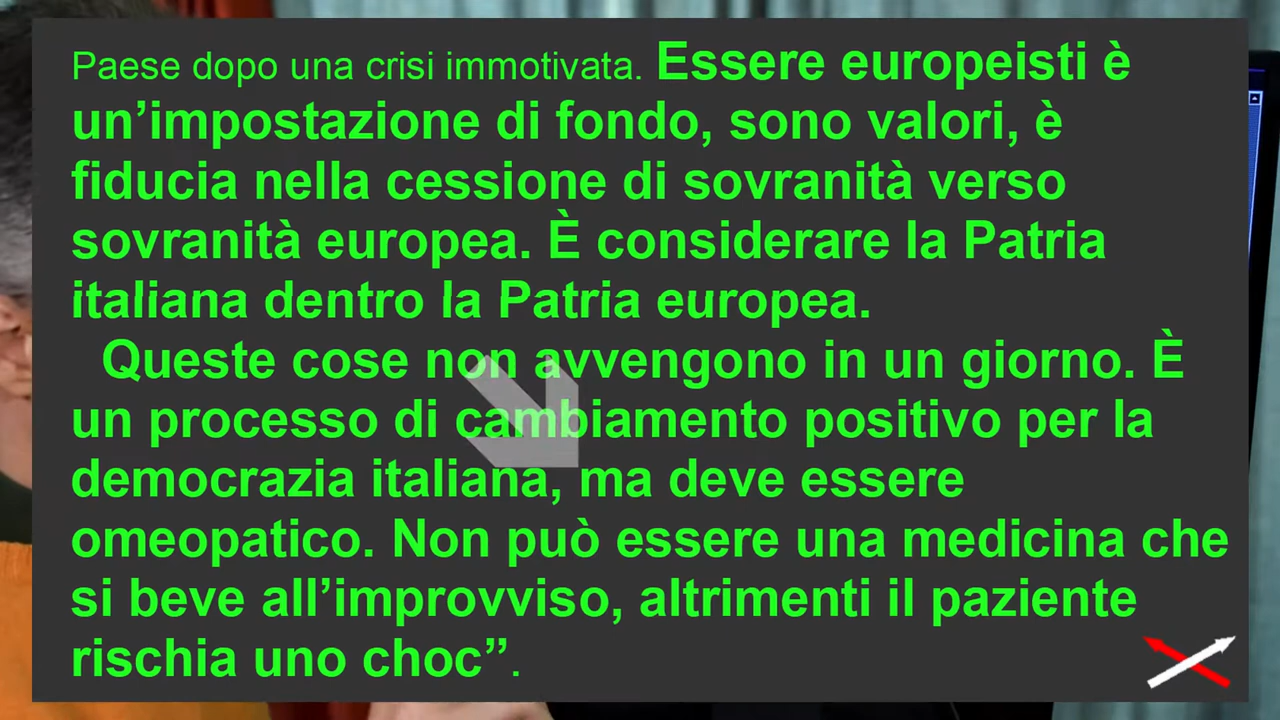 Paese dopo una crisi immotivata. Essere europeisti è
un’impostazione di fondo, sono valori, è
fiducia nella cessione di sovranità verso
sovranità europea. È considerare la Patria
italiana dentro la Patria europea.
Queste cose non avvengono in un giorno. È
un processo di cambiamento positivo per la
democrazia italiana, ma deve essere
omeopatico. Non può essere una medicina che
si beve all’improvviso, altrimenti il paziente
rischia uno choc”.